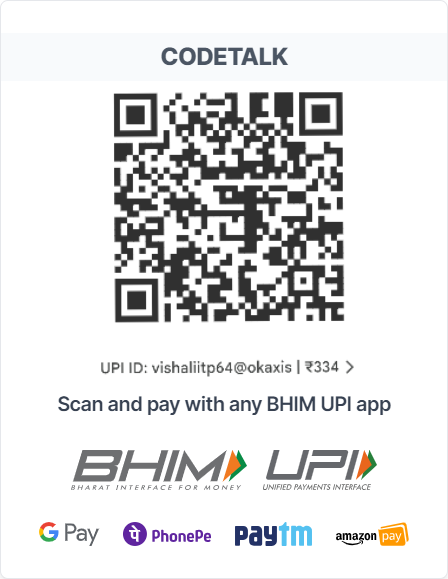 CODETALK
UPI ID: vishaliitp64@okaxis | ₹334 >
Scan and pay with any BHIM UPI app
BHIM UPI
BHARAT INTERFACE FOR MONEY UNIFIED PAYMENTS INTERFACE
G Pay पे PhonePe paytm amazon pay